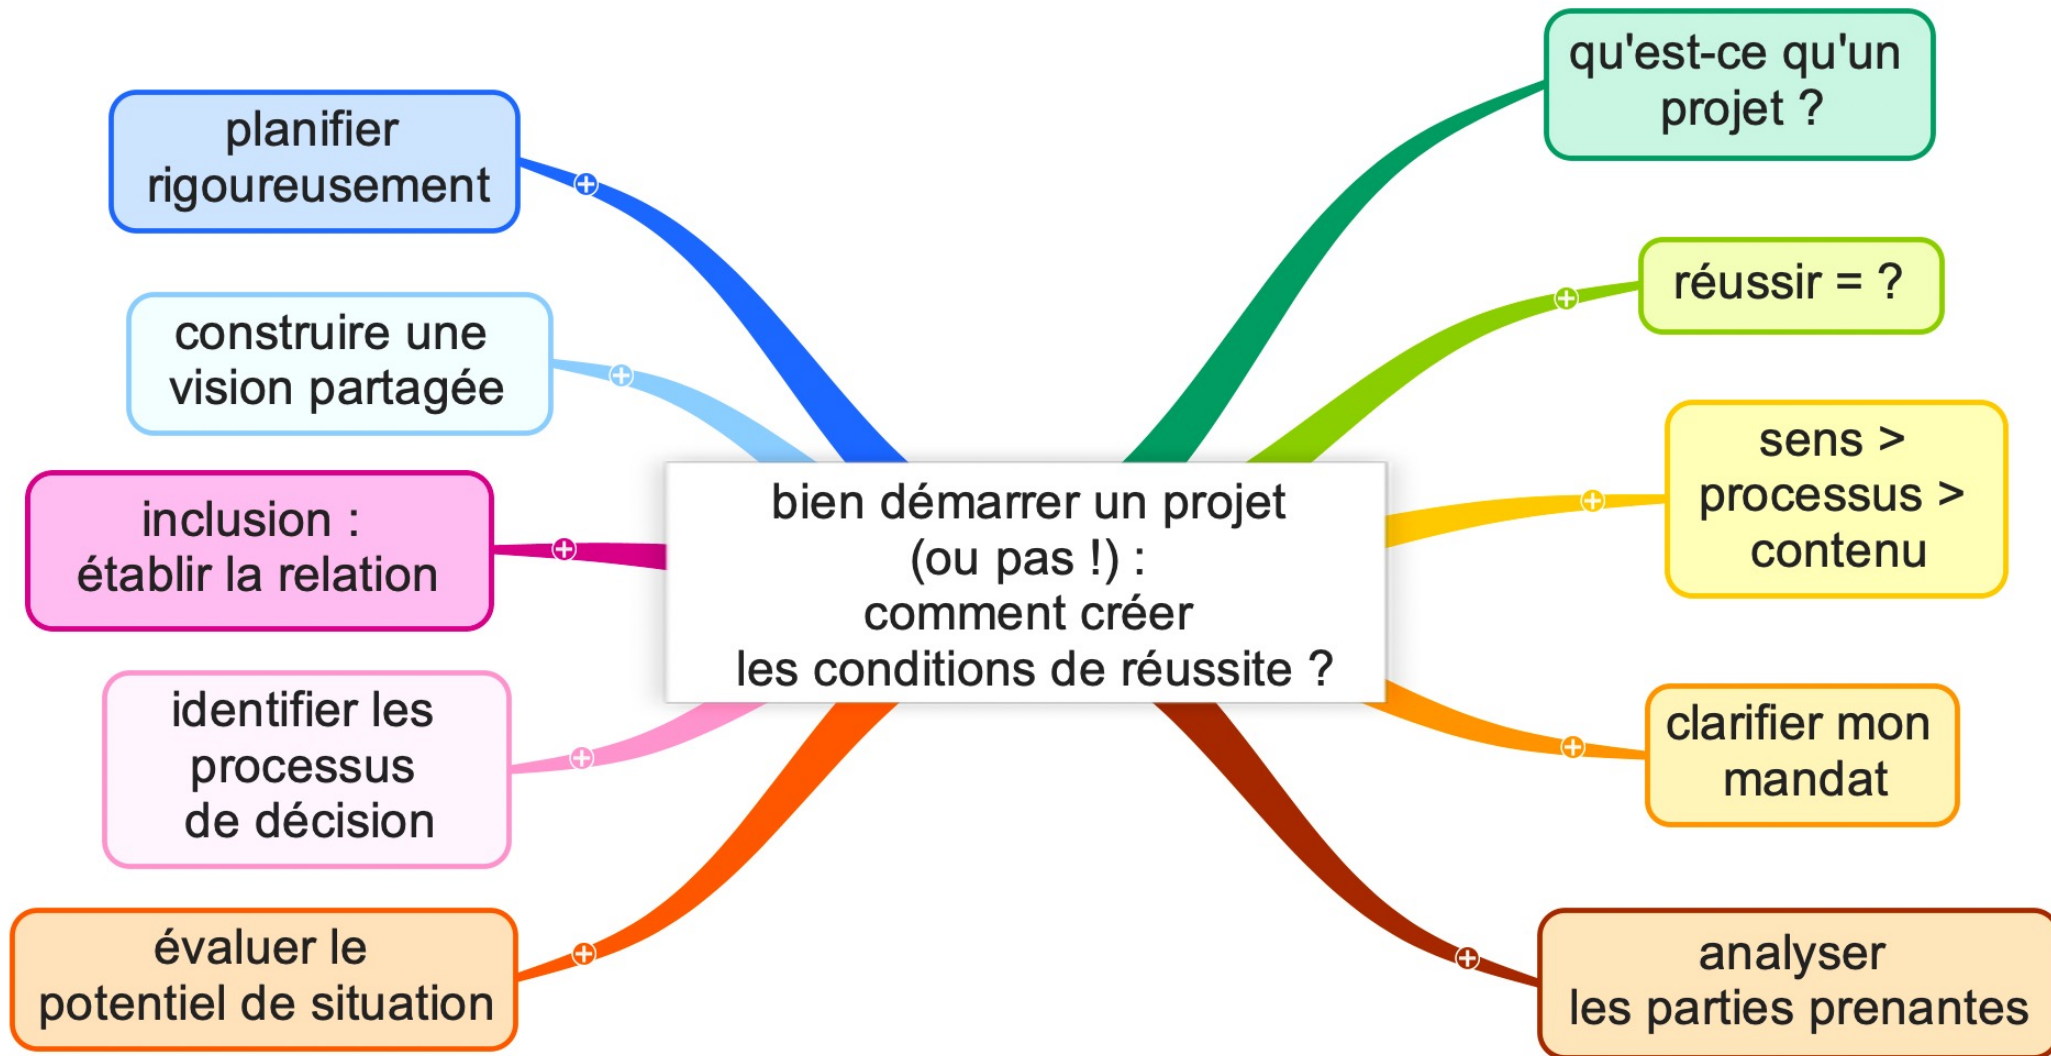 qu'est-ce qu'un
projet ?
réussir = ?
sens >
processus >
contenu
clarifier mon
mandat
analyser
les parties prenantes
bien démarrer un projet
(ou pas !) :
comment créer
les conditions de réussite ?
planifier
rigoureusement
construire une
vision partagée
inclusion :
établir la relation
identifier les
processus
de décision
évaluer le
potentiel de situation